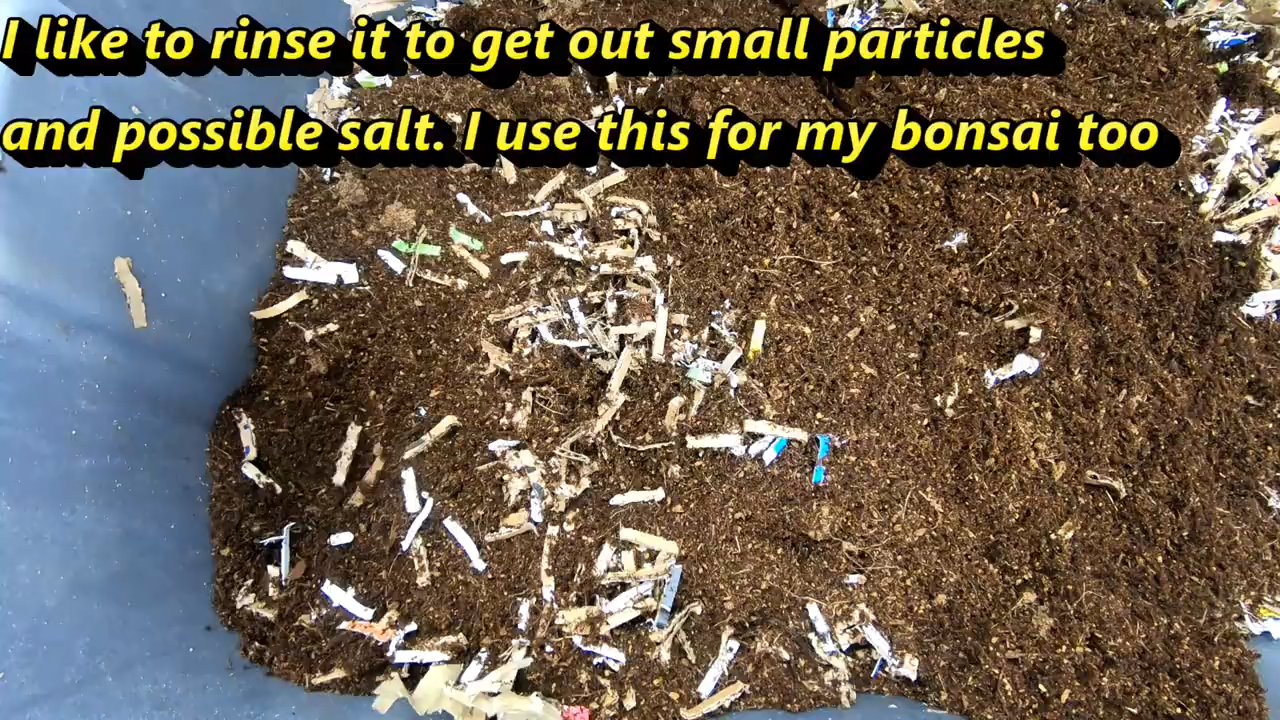 I like to rinse it to get out small particles
and possible salt. I use this for my bonsai too